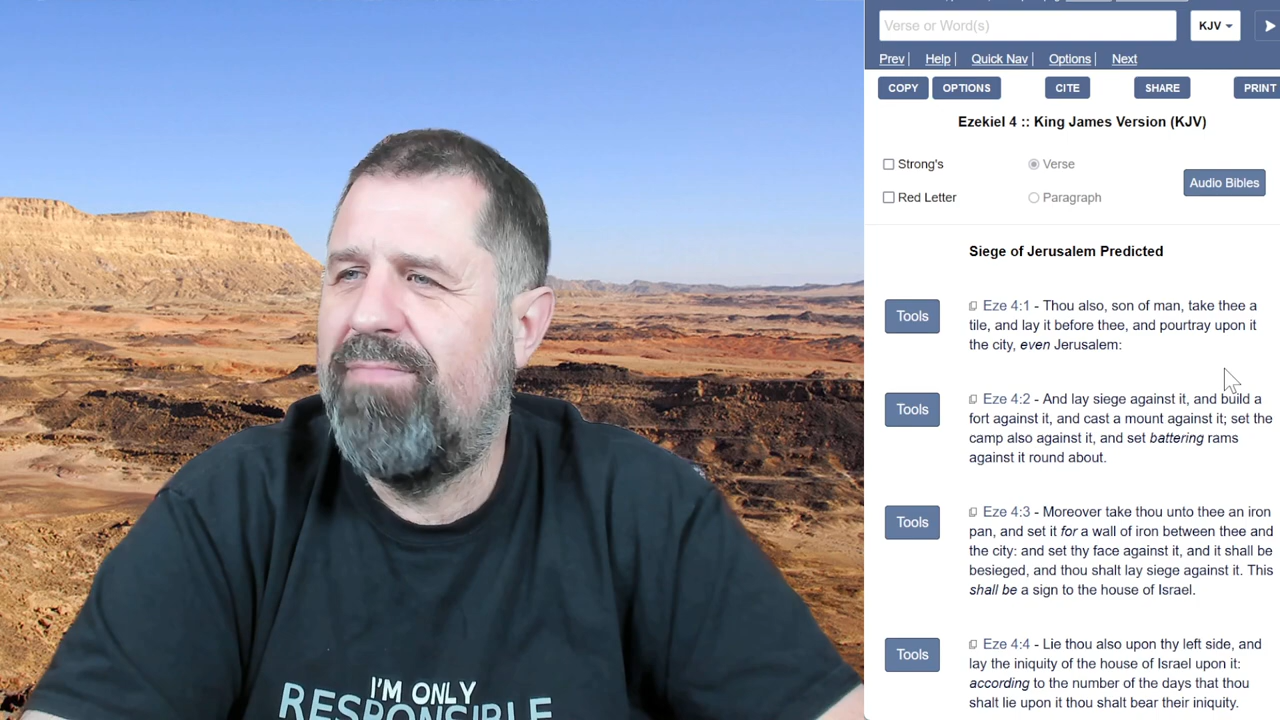 Verse or Word(s)
KJV
Prev
Help
Quick Nav
Options
Next
COPY
OPTIONS
CITE
SHARE
PRINT
Ezekiel 4 :: King James Version (KJV)
Strong's
Verse
Audio Bibles
Red Letter
Paragraph
Siege of Jerusalem Predicted
Tools
Eze 4:1 - Thou also, son of man, take thee a
tile, and lay it before thee, and pourtray upon it
the city, even Jerusalem:
Tools
Eze 4:2 - And lay siege against it, and build a
fort against it, and cast a mount against it; set the
camp also against it, and set battering rams
against it round about.
Tools
Eze 4:3 - Moreover take thou unto thee an iron
pan, and set it for a wall of iron between thee and
the city: and set thy face against it, and it shall be
besieged, and thou shalt lay siege against it. This
shall be a sign to the house of Israel.
Tools
Eze 4:4 - Lie thou also upon thy left side, and
lay the iniquity of the house of Israel upon it:
according to the number of the days that thou
shalt lie upon it thou shalt bear their iniquity.
I'M ONLY
RESPONSIBLE